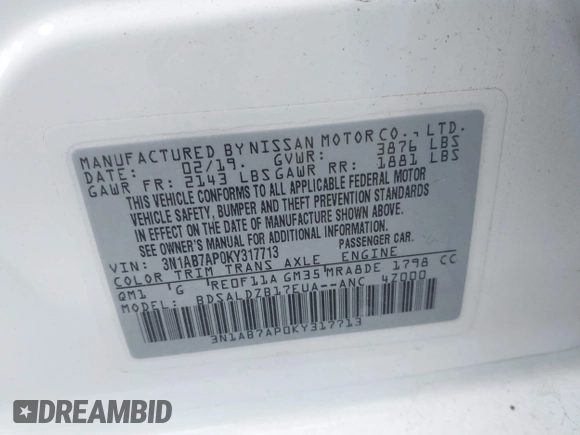 MANUFACTURED BY NISSAN MOTOR CO., LTD.
DATE: 02/19. GVWR: 3876 LBS
GAWR FR: 2143 LBS GAWR RR: 1881 LBS
THIS VEHICLE CONFORMS TO ALL APPLICABLE FEDERAL MOTOR
VEHICLE SAFETY, BUMPER AND THEFT PREVENTION STANDARDS
IN EFFECT ON THE DATE OF MANUFACTURE SHOWN ABOVE.
SEE OWNER'S MANUAL FOR ADDITIONAL INFORMATION.
VIN: 3N1AB7AP0KY317713 PASSENGER CAR.
COLOR TRIM TRANS AXLE ENGINE
QM1 'G RE0F11A GM35 MRA8DE 1798 CC
MODEL: BDSALDZB17EUA--ANC 4Z000
3N1AB7AP0KY317713
DREAMBID